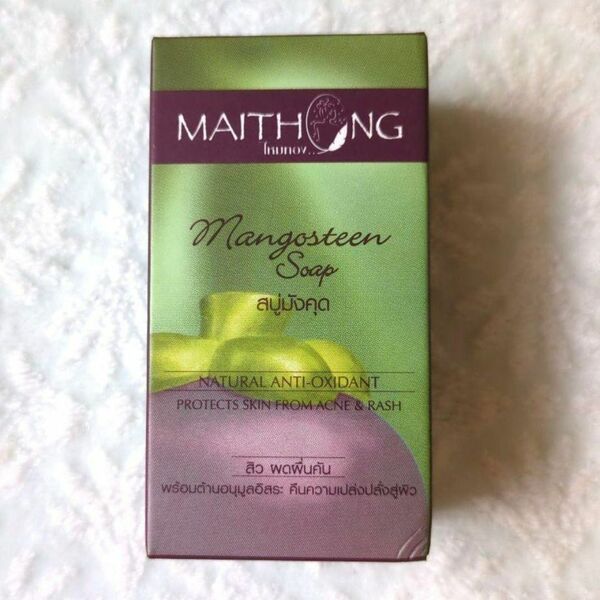 MAITHONG
ไหมทอง..
Mangosteen
Soap
สบู่มังคุด
NATURAL ANTI-OXIDANT
PROTECTS SKIN FROM ACNE & RASH
สิว ผดผื่นคัน
พร้อมต้านอนุมูลอิสระ คืนความเปล่งปลั่งสู่ผิว